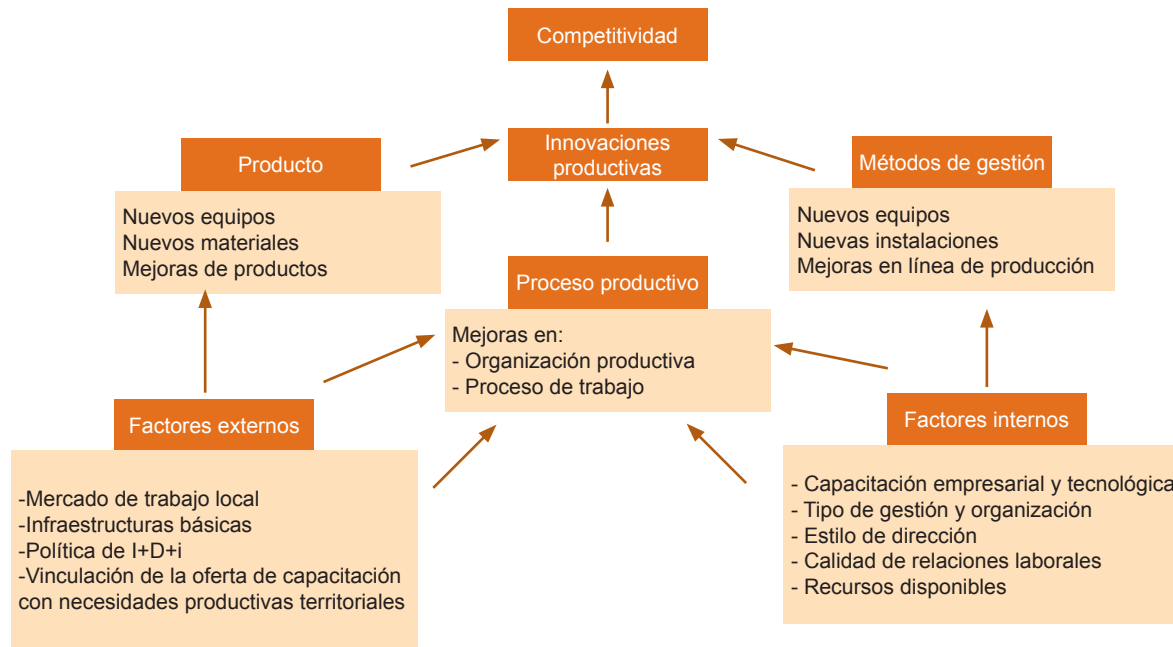 Competitividad
Innovaciones
productivas
Producto
Nuevos equipos
Nuevos materiales
Mejoras de productos
Métodos de gestión
Nuevos equipos
Nuevas instalaciones
Mejoras en línea de producción
Proceso productivo
Mejoras en:
- Organización productiva
- Proceso de trabajo
Factores externos
-Mercado de trabajo local
-Infraestructuras básicas
-Política de I+D+i
-Vinculación de la oferta de capacitación
con necesidades productivas territoriales
Factores internos
- Capacitación empresarial y tecnológica
- Tipo de gestión y organización
- Estilo de dirección
- Calidad de relaciones laborales
- Recursos disponibles